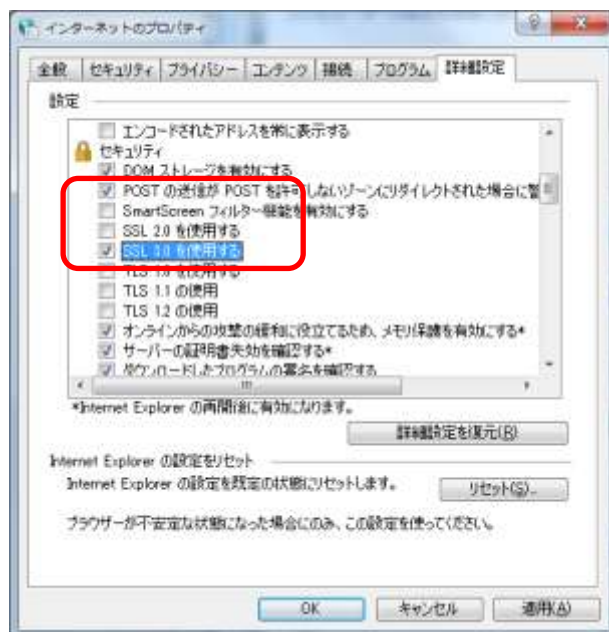 インターネットのプロパティ
全般 セキュリティ プライバシー コンテンツ 接続 プログラム 詳細設定
設定
エンコードされたアドレスを常に表示する
セキュリティ
DOM ストレージを有効にする
POST の送信が POST を許可しないゾーンにリダイレクトされた場合に警
SmartScreen フィルター機能を有効にする
SSL 2.0 を使用する
SSL 3.0 を使用する
TLS 1.0 を使用する
TLS 1.1 の使用
TLS 1.2 の使用
オンラインからの攻撃の緩和に役立てるため、メモリ保護を有効にする*
サーバーの証明書失効を確認する*
ダウンロードしたプログラムの署名を確認する
*Internet Explorer の再開後に有効になります。
詳細設定を復元(R)
Internet Explorer の設定をリセット
Internet Explorer の設定を既定の状態にリセットします。
リセット(S)...
ブラウザーが不安定な状態になった場合にのみ、この設定を使ってください。
OK キャンセル 適用(A)